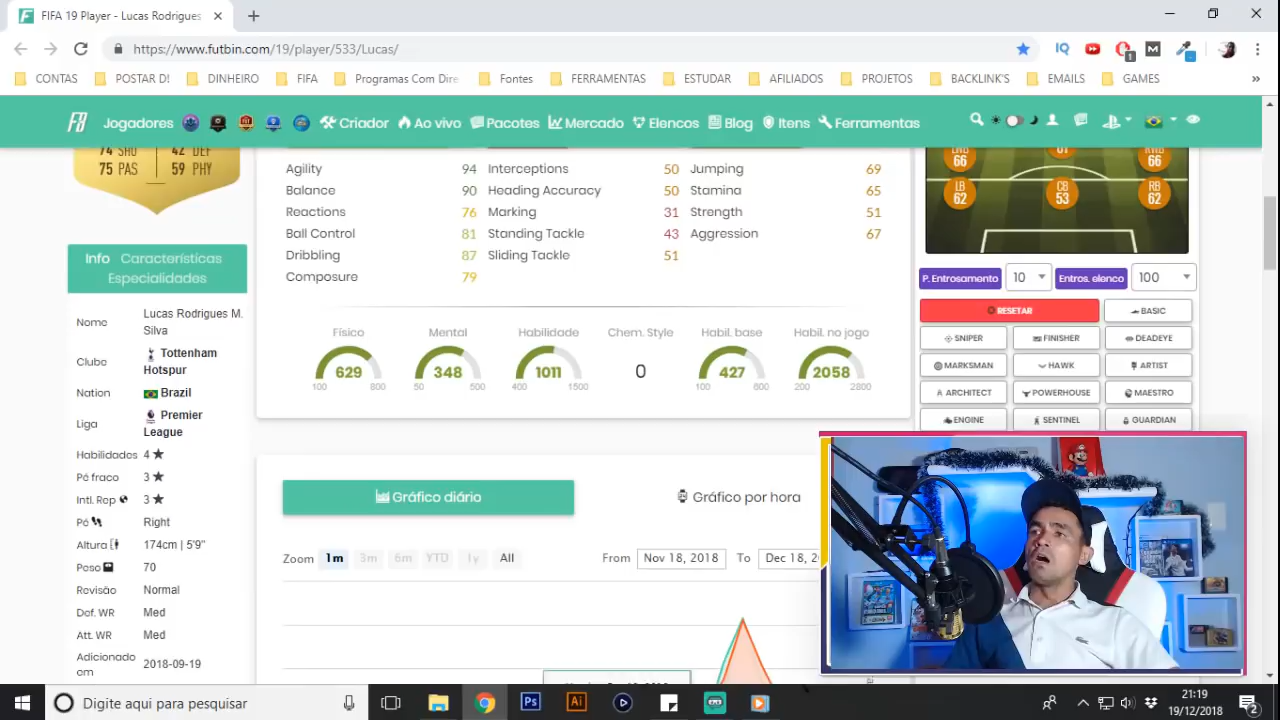 FIFA 19 Player - Lucas Rodrigues
https://www.futbin.com/19/player/533/Lucas/
CONTAS
POSTAR D!
DINHEIRO
FIFA
Programas Com Dire
Fontes
FERRAMENTAS
ESTUDAR
AFILIADOS
PROJETOS
BACKLINK'S
EMAILS
GAMES
Jogadores
Criador
Ao vivo
Pacotes
Mercado
Elencos
Blog
Itens
Ferramentas
74 SHO 42 DEF
75 PAS 59 PHY
Info Características
Especialidades
Nome Lucas Rodrigues M.
Silva
Clube Tottenham
Hotspur
Nation Brazil
Liga Premier
League
Habilidades 4
Pé fraco 3
Intl. Rep 3
Pó Right
Altura 174cm | 5'9"
Peso 70
Revisão Normal
Def. WR Med
Att. WR Med
Adicionado
em 2018-09-19
Agility 94 Interceptions 50 Jumping 69
Balance 90 Heading Accuracy 50 Stamina 65
Reactions 76 Marking 31 Strength 51
Ball Control 81 Standing Tackle 43 Aggression 67
Dribbling 87 Sliding Tackle 51
Composure 79
Físico Mental Habilidade Chem. Style Habil. base Habil. no jogo
629 348 1011 0 427 2058
100 800 50 500 400 1500 100 600 200 2800
Gráfico diário
Gráfico por hora
Zoom 1m 3m 6m YTD 1y All
From Nov 18, 2018 To Dec 18, 20
66 61 66
LB CB RB
62 53 62
P. Entrosamento 10 Entros. elenco 100
RESETAR BASIC
SNIPER FINISHER DEADEYE
MARKSMAN HAWK ARTIST
ARCHITECT POWERHOUSE MAESTRO
ENGINE SENTINEL GUARDIAN
Digite aqui para pesquisar
21:19
19/12/2018
2